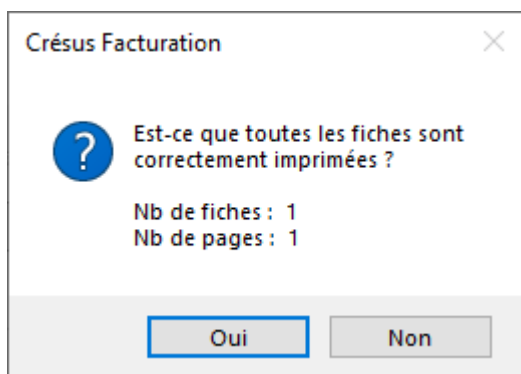 Crésus Facturation
Est-ce que toutes les fiches sont
correctement imprimées ?
Nb de fiches : 1
Nb de pages : 1
Oui
Non